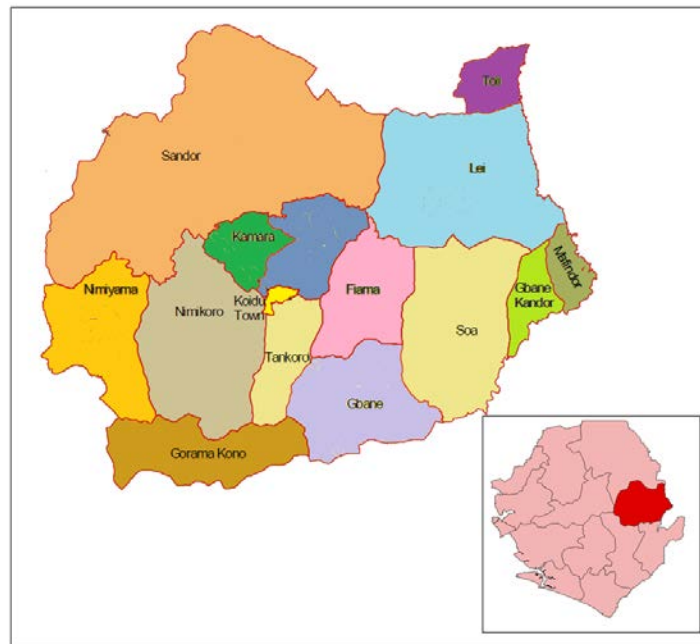 Toli
Sandor
Lei
Kamara
Mafindor
Nimiyama
Fiama
Gbane
Kandor
Nimikoro
Koidu
Town
Soa
Tankoro
Gbane
Gorama Kono